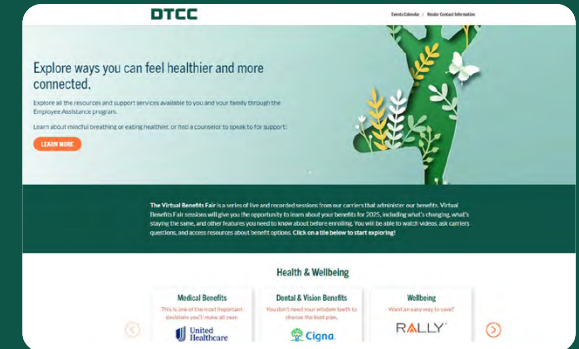 DTCC
Events Calendar / Vendor Contact Information
Explore ways you can feel healthier and more
connected.
Explore all the resources and support services available to you and your family through the
Employee Assistance program.
Learn about mindful breathing or eating healthier, or find a counselor to speak to for support.
LEARN MORE
The Virtual Benefits Fair is a series of live and recorded sessions from our carriers that administer our benefits. Virtual
Benefits Fair sessions will give you the opportunity to learn about your benefits for 2025, including what's changing, what's
staying the same, and other features you need to know about before enrolling. You will be able to watch videos, ask carriers
questions, and access resources about benefit options. Click on a tile below to start exploring!
Health & Wellbeing
Medical Benefits
This is one of the most important
decisions you'll make all year.
United
Healthcare
Dental & Vision Benefits
You don't need your wisdom teeth to
choose the best plan.
Cigna
Wellbeing
Want an easy way to save?
RALLY